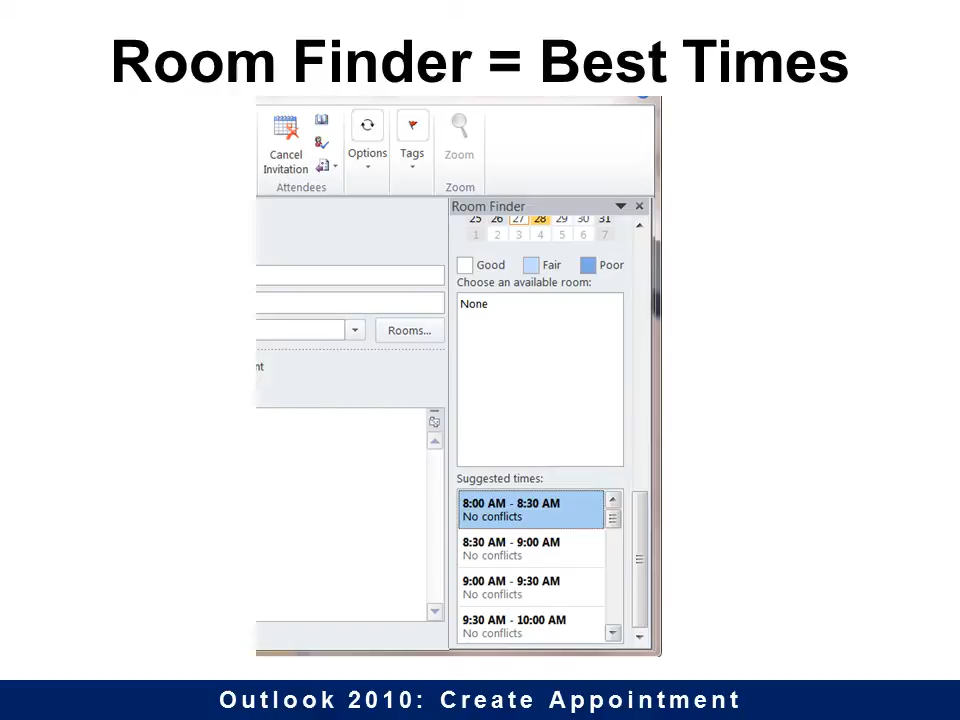 Room Finder = Best Times
Cancel
Invitation
Attendees
Options
Tags
Zoom
Zoom
Room Finder
25 26 27 28 29 30 31
1 2 3 4 5 6 7
Good Fair Poor
Choose an available room:
None
Rooms...
nt
Suggested times:
8:00 AM - 8:30 AM
No conflicts
8:30 AM - 9:00 AM
No conflicts
9:00 AM - 9:30 AM
No conflicts
9:30 AM - 10:00 AM
No conflicts
Outlook 2010: Create Appointment